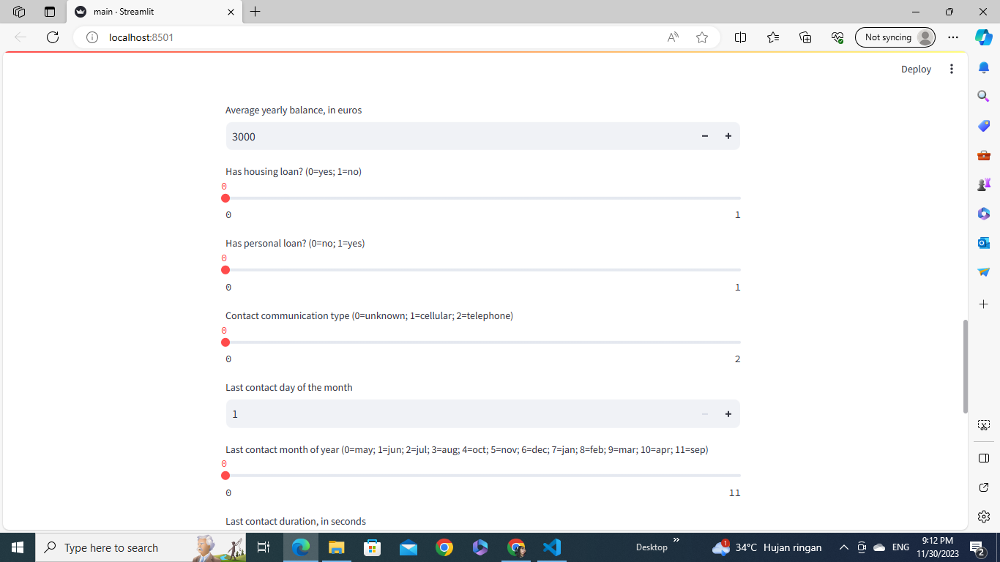 main · Streamlit
localhost:8501
Not syncing
Deploy
Average yearly balance, in euros
3000
Has housing loan? (0=yes; 1=no)
0
0 1
Has personal loan? (0=no; 1=yes)
0
0 1
Contact communication type (0=unknown; 1=cellular; 2=telephone)
0
0 2
Last contact day of the month
1
Last contact month of year (0=may; 1=jun; 2=jul; 3=aug; 4=oct; 5=nov; 6=dec; 7=jan; 8=feb; 9=mar; 10=apr; 11=sep)
0
0 11
Last contact duration, in seconds
Type here to search
Desktop
1
34°C Hujan ringan
ENG
9:12 PM
11/30/2023
2